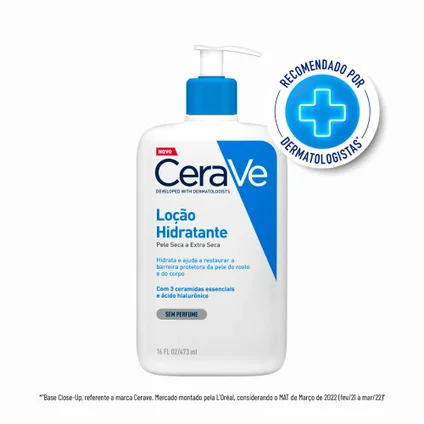 RECOMENDADO POR
DERMATOLOGISTAS*
NOVO
CeraVe
DEVELOPED WITH DERMATOLOGISTS
Loção
Hidratante
Pele Seca a Extra Seca
Hidrata e ajuda a restaurar a
barreira protetora da pele do rosto
e do corpo
Com 3 ceramidas essenciais
e ácido hialurônico
SEM PERFUME
16 FL OZ/473 ml
*"Base Close-Up, referente a marca Cerave. Mercado montado pela L'Oréal, considerando o MAT de Março de 2022 (fev/21 à mar/22)"